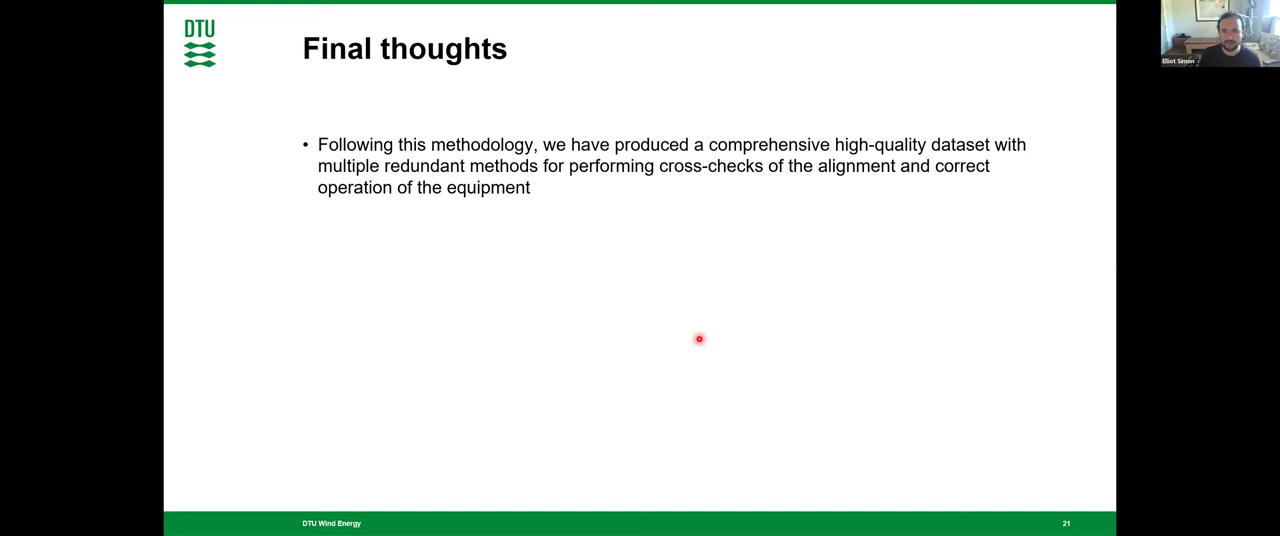 DTU
Final thoughts
Elliot Simon
• Following this methodology, we have produced a comprehensive high-quality dataset with
multiple redundant methods for performing cross-checks of the alignment and correct
operation of the equipment
DTU Wind Energy
21